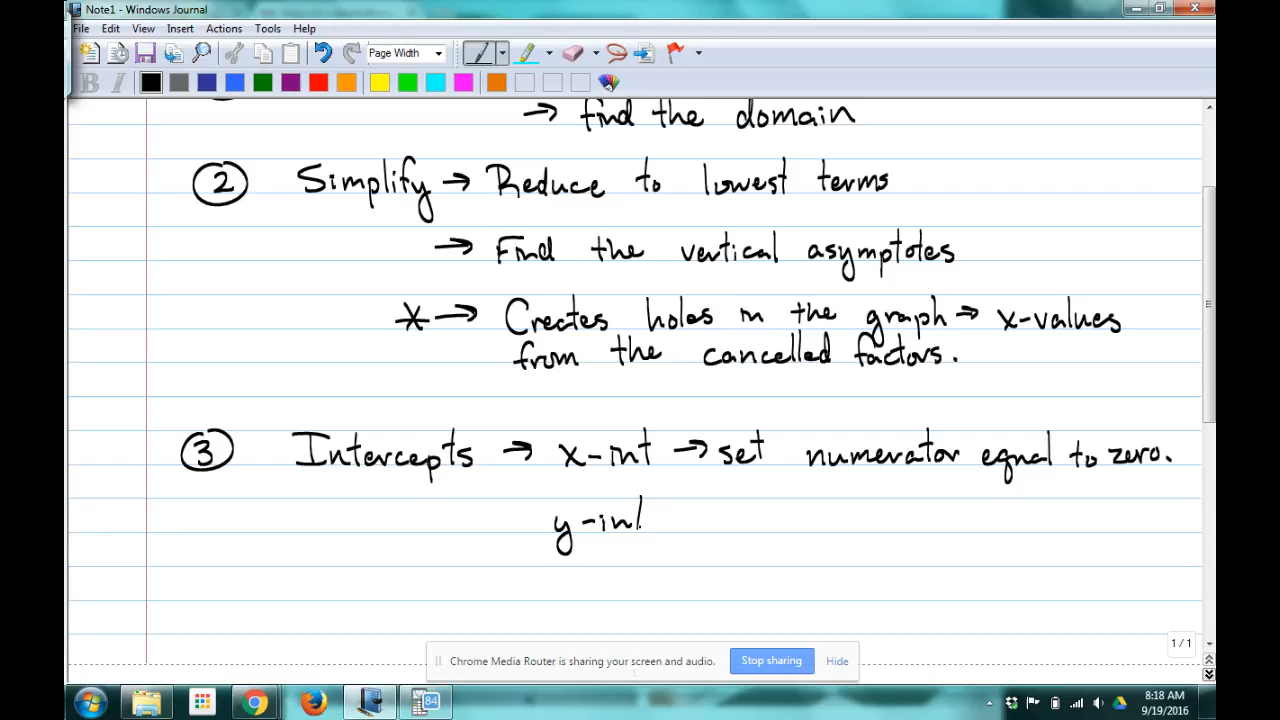 Note1 - Windows Journal
File Edit View Insert Actions Tools Help
Page Width
B I
→ find the domain
② Simplify → Reduce to lowest terms
→ Find the vertical asymptotes
* → Creates holes in the graph → x-values
from the cancelled factors.
③ Intercepts → x-int → set numerator equal to zero.
y-int
1 / 1
Chrome Media Router is sharing your screen and audio. Stop sharing Hide
84
8:18 AM
9/19/2016